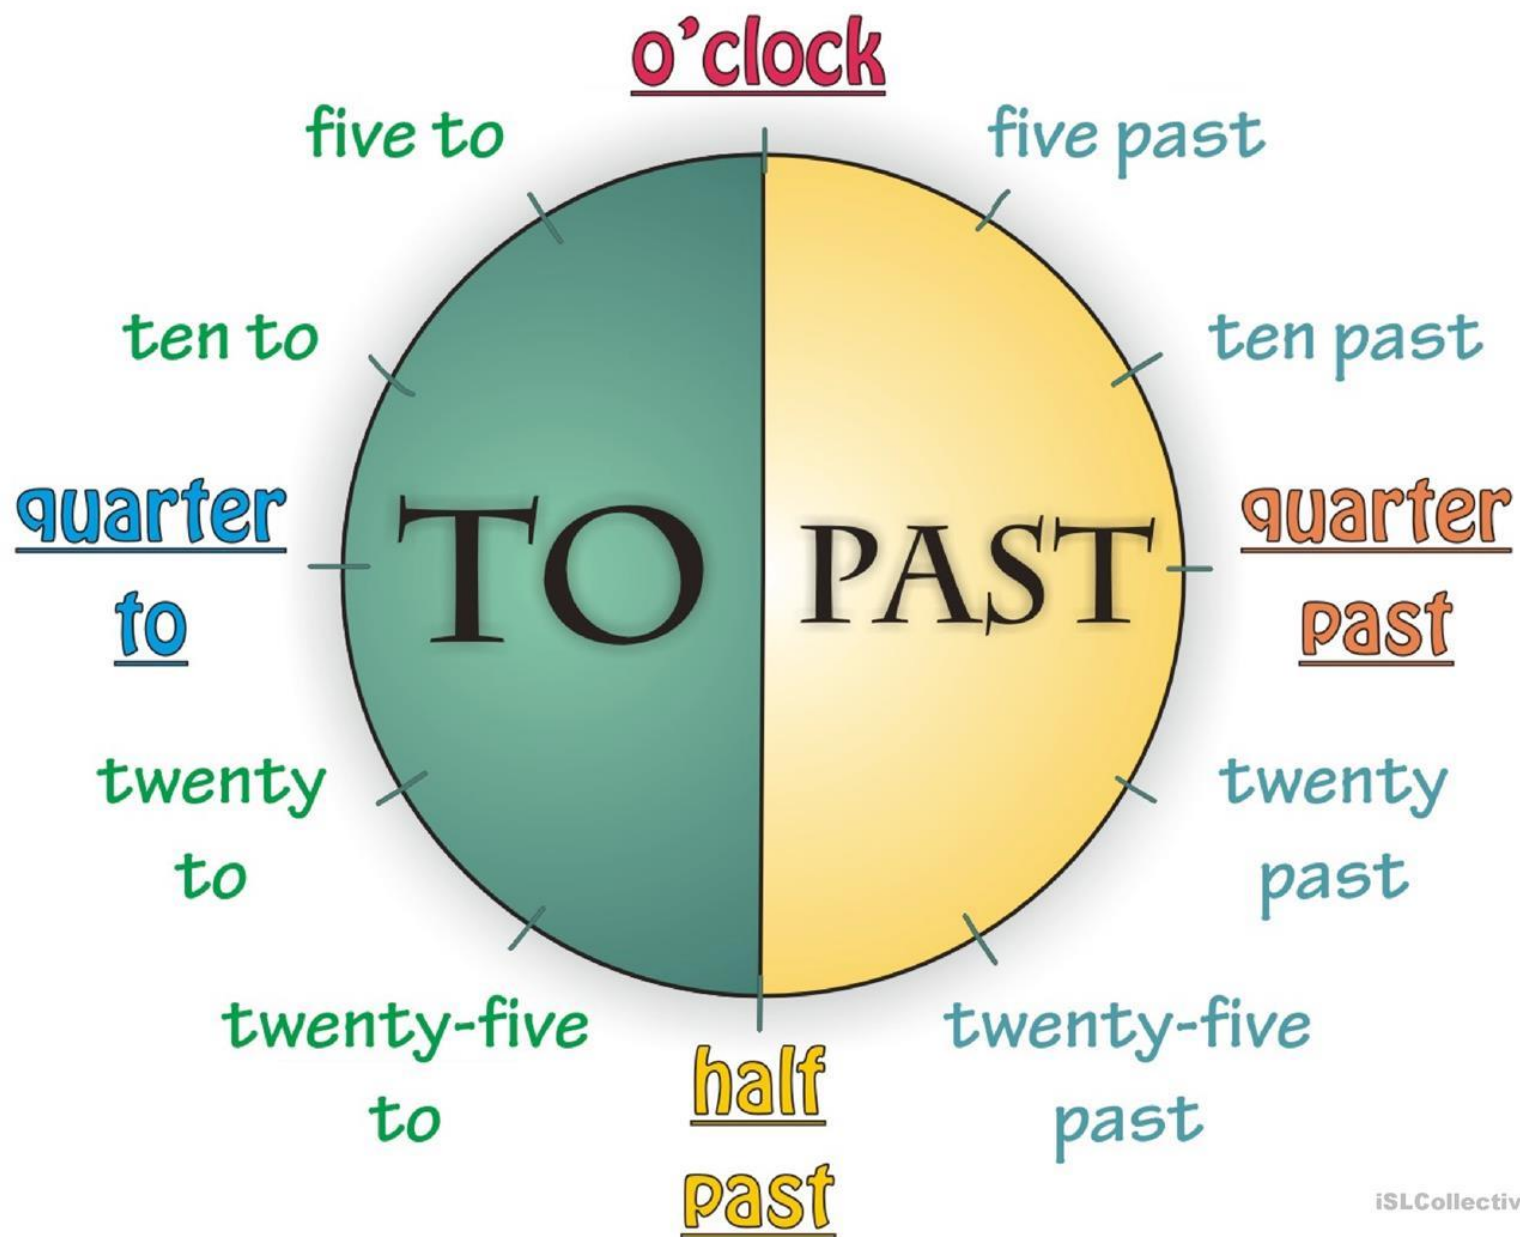 o'clock
five to
five past
ten to
ten past
quarter
to
TO
PAST
quarter
past
twenty
to
twenty
past
twenty-five
to
half
past
twenty-five
past
iSLCollectiv